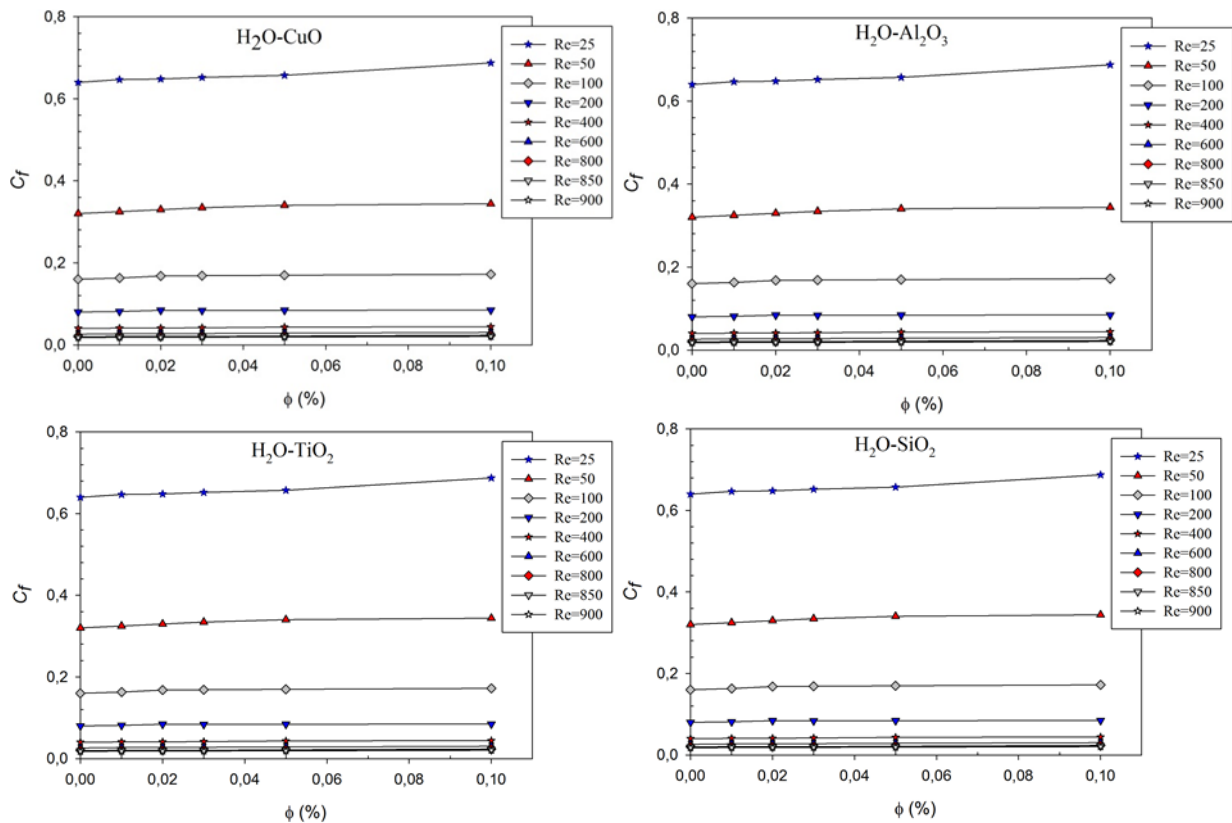 H₂O-CuO
0,8
0,6
0,4
0,2
0,0
Cf
0,00 0,02 0,04 0,06 0,08 0,10
ϕ (%)
Re=25
Re=50
Re=100
Re=200
Re=400
Re=600
Re=800
Re=850
Re=900
H₂O-Al₂O₃
0,8
0,6
0,4
0,2
0,0
Cf
0,00 0,02 0,04 0,06 0,08 0,10
ϕ (%)
Re=25
Re=50
Re=100
Re=200
Re=400
Re=600
Re=800
Re=850
Re=900
H₂O-TiO₂
0,8
0,6
0,4
0,2
0,0
Cf
0,00 0,02 0,04 0,06 0,08 0,10
ϕ (%)
Re=25
Re=50
Re=100
Re=200
Re=400
Re=600
Re=800
Re=850
Re=900
H₂O-SiO₂
0,8
0,6
0,4
0,2
0,0
Cf
0,00 0,02 0,04 0,06 0,08 0,10
ϕ (%)
Re=25
Re=50
Re=100
Re=200
Re=400
Re=600
Re=800
Re=850
Re=900